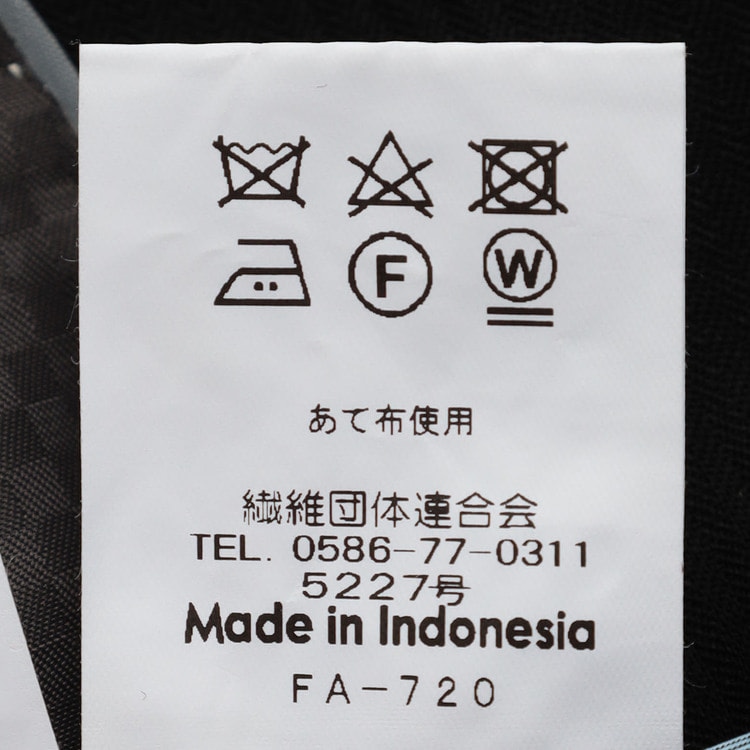 F W
あて布使用
繊維団体連合会
TEL. 0586-77-0311
5227号
Made in Indonesia
FA-720